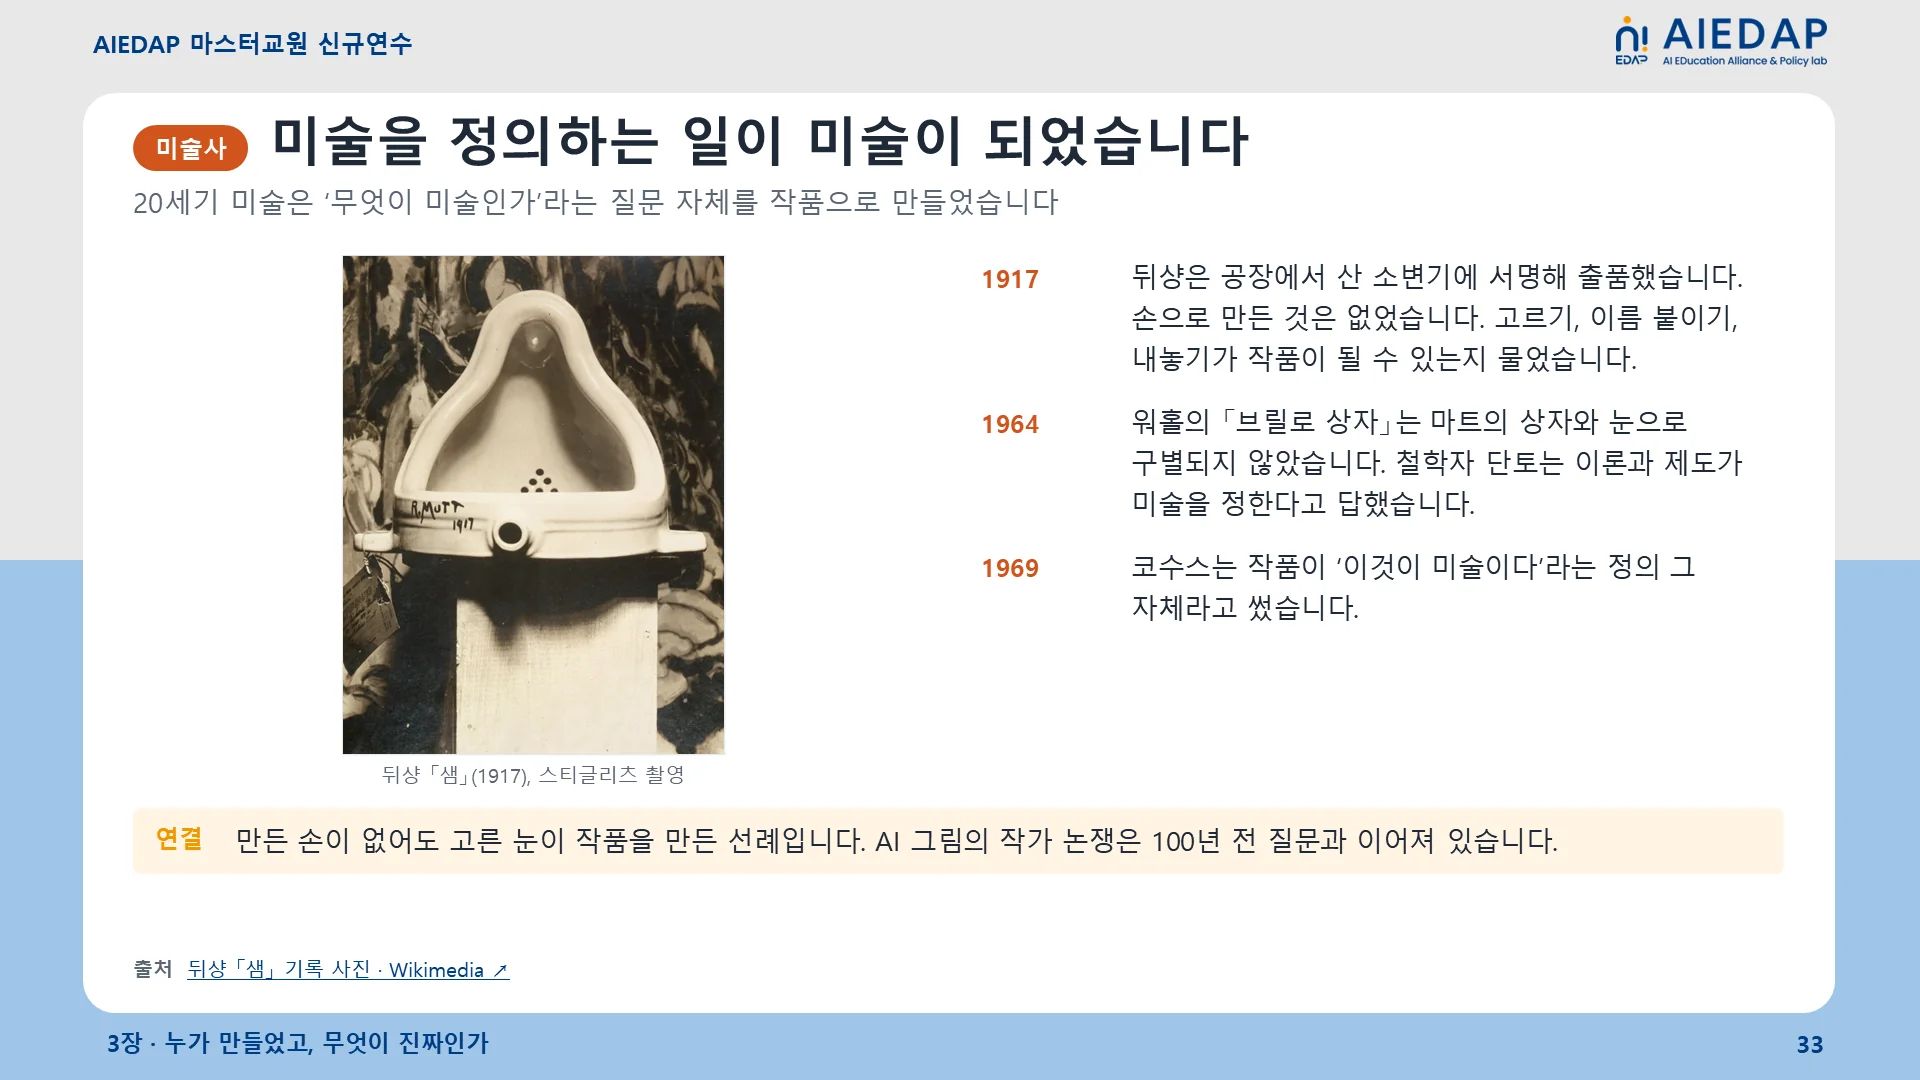 AIEDAP 마스터교원 신규연수
EDAP
AIEDAP
AI EDucation Alliance & Policy lab
미술사
미술을 정의하는 일이 미술이 되었습니다
20세기 미술은 ‘무엇이 미술인가’라는 질문 자체를 작품으로 만들었습니다
R.MUTT
1917
뒤샹 「샘」(1917), 스티글리츠 촬영
1917
뒤샹은 공장에서 산 소변기에 서명해 출품했습니다.
손으로 만든 것은 없었습니다. 고르기, 이름 붙이기,
내놓기가 작품이 될 수 있는지 물었습니다.
1964
워홀의 「브릴로 상자」는 마트의 상자와 눈으로
구별되지 않았습니다. 철학자 단토는 이론과 제도가
미술을 정한다고 답했습니다.
1969
코수스는 작품이 ‘이것이 미술이다’라는 정의 그
자체라고 썼습니다.
연결
만든 손이 없어도 고른 눈이 작품을 만든 선례입니다. AI 그림의 작가 논쟁은 100년 전 질문과 이어져 있습니다.
출처 뒤샹 「샘」 기록 사진 · Wikimedia ↗
3장 · 누가 만들었고, 무엇이 진짜인가
33